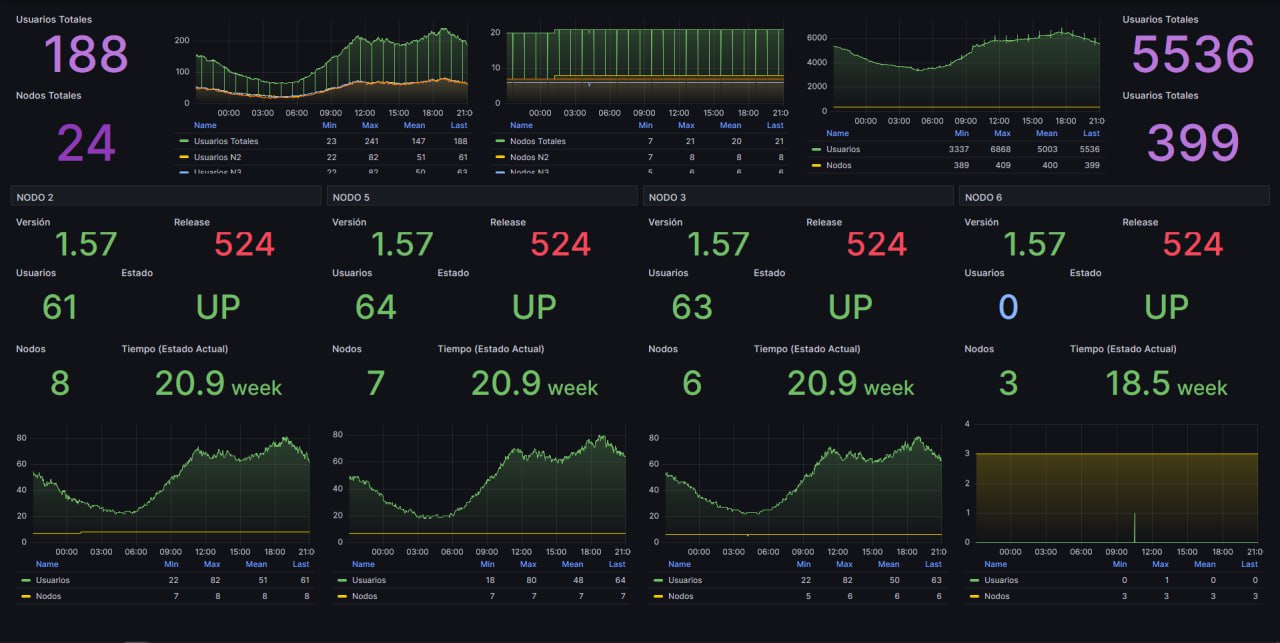 Usuarios Totales
188
Nodos Totales
24
200
100
0
00:00 03:00 06:00 09:00 12:00 15:00 18:00 21:0
Name Min Max Mean Last
Usuarios Totales 23 241 147 188
Usuarios N2 22 82 51 61
Usuarios N3 22 82 50 63
20
10
0
00:00 03:00 06:00 09:00 12:00 15:00 18:00 21:0
Name Min Max Mean Last
Nodos Totales 7 21 20 21
Nodos N2 7 8 8 8
Nodos N3 5 6 6 6
6000
4000
2000
0
00:00 03:00 06:00 09:00 12:00 15:00 18:00 21:0
Name Min Max Mean Last
Usuarios 3337 6868 5003 5536
Nodos 389 409 400 399
Usuarios Totales
5536
Usuarios Totales
399
NODO 2
Versión Release
1.57 524
Usuarios Estado
61 UP
Nodos Tiempo (Estado Actual)
8 20.9 week
80
60
40
20
0
00:00 03:00 06:00 09:00 12:00 15:00 18:00 21:0
Name Min Max Mean Last
Usuarios 22 82 51 61
Nodos 7 8 8 8
NODO 5
Versión Release
1.57 524
Usuarios Estado
64 UP
Nodos Tiempo (Estado Actual)
7 20.9 week
80
60
40
20
0
00:00 03:00 06:00 09:00 12:00 15:00 18:00 21:0
Name Min Max Mean Last
Usuarios 18 80 48 64
Nodos 7 7 7 7
NODO 3
Versión Release
1.57 524
Usuarios Estado
63 UP
Nodos Tiempo (Estado Actual)
6 20.9 week
80
60
40
20
0
00:00 03:00 06:00 09:00 12:00 15:00 18:00 21:0
Name Min Max Mean Last
Usuarios 22 82 50 63
Nodos 5 6 6 6
NODO 6
Versión Release
1.57 524
Usuarios Estado
0 UP
Nodos Tiempo (Estado Actual)
3 18.5 week
4
3
2
1
0
00:00 03:00 06:00 09:00 12:00 15:00 18:00 21:0
Name Min Max Mean Last
Usuarios 0 1 0 0
Nodos 3 3 3 3